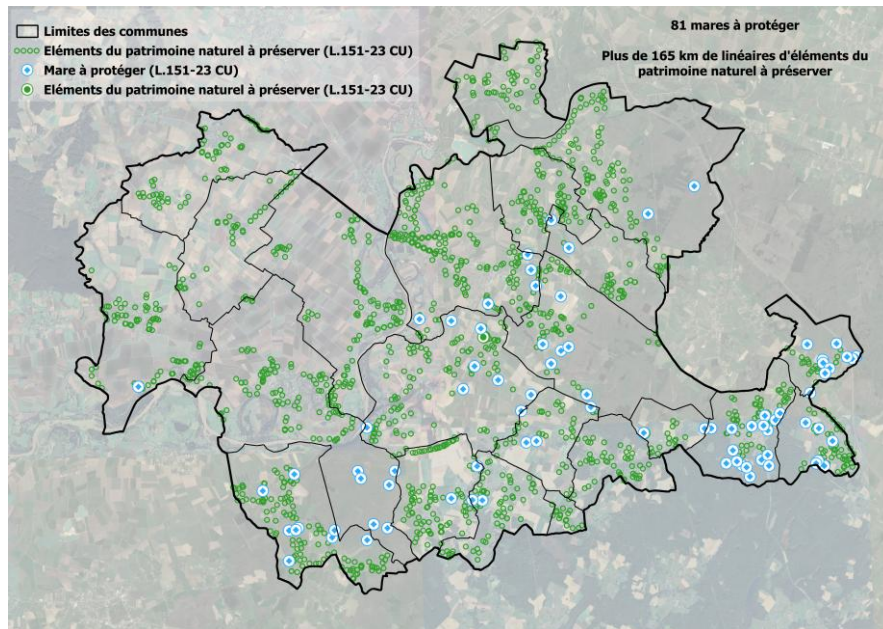 Limites des communes
Eléments du patrimoine naturel à préserver (L.151-23 CU)
Mare à protéger (L.151-23 CU)
Eléments du patrimoine naturel à préserver (L.151-23 CU)
81 mares à protéger
Plus de 165 km de linéaires d'éléments du
patrimoine naturel à préserver